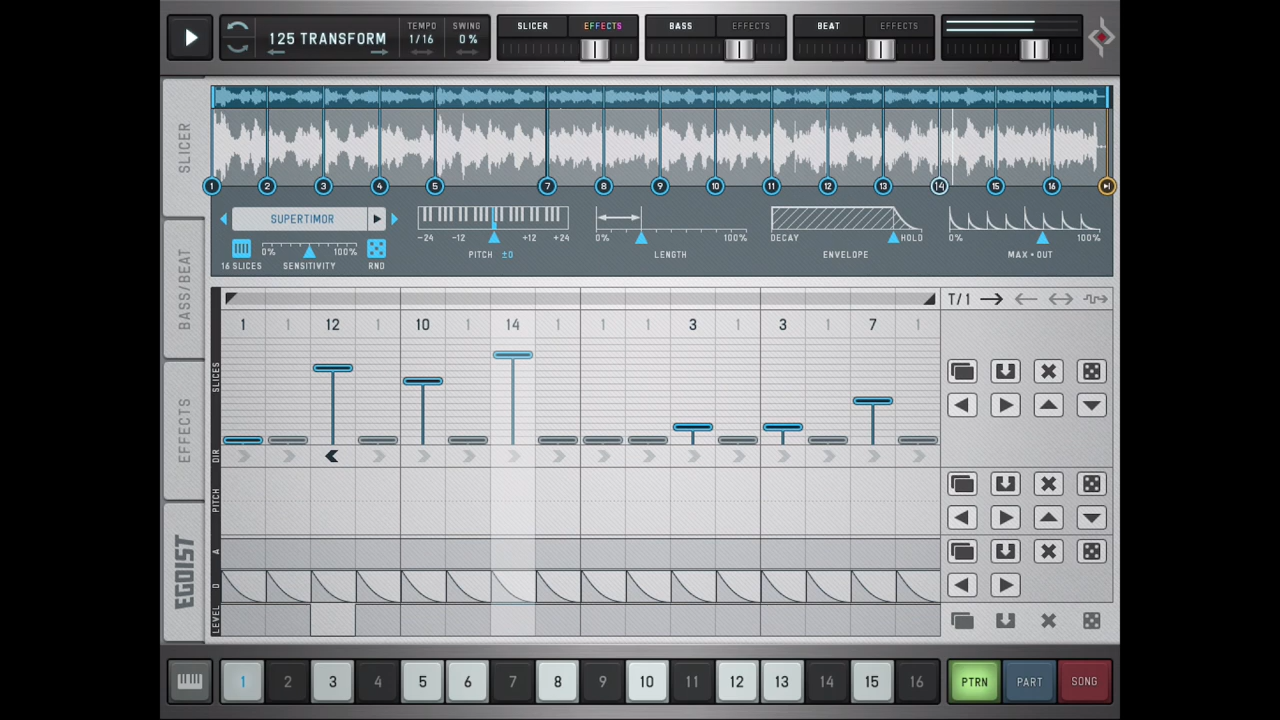 125 TRANSFORM
TEMPO
1/16
SWING
0 %
SLICER EFFECTS
BASS EFFECTS
BEAT EFFECTS
SLICER
BASS/BEAT
EFFECTS
EGOIST
1 2 3 4 5 7 8 9 10 11 12 13 14 15 16
SUPERTIMOR
16 SLICES
0% 100%
SENSITIVITY
RND
-24 -12 +12 +24
PITCH ±0
0% 100%
LENGTH
DECAY HOLD
ENVELOPE
0% 100%
MAX • OUT
T/1
1 1 12 1 10 1 14 1 1 1 3 1 3 1 7 1
SLICES
DIR
PITCH
A
D
LEVEL
1 2 3 4 5 6 7 8 9 10 11 12 13 14 15 16
PTRN PART SONG